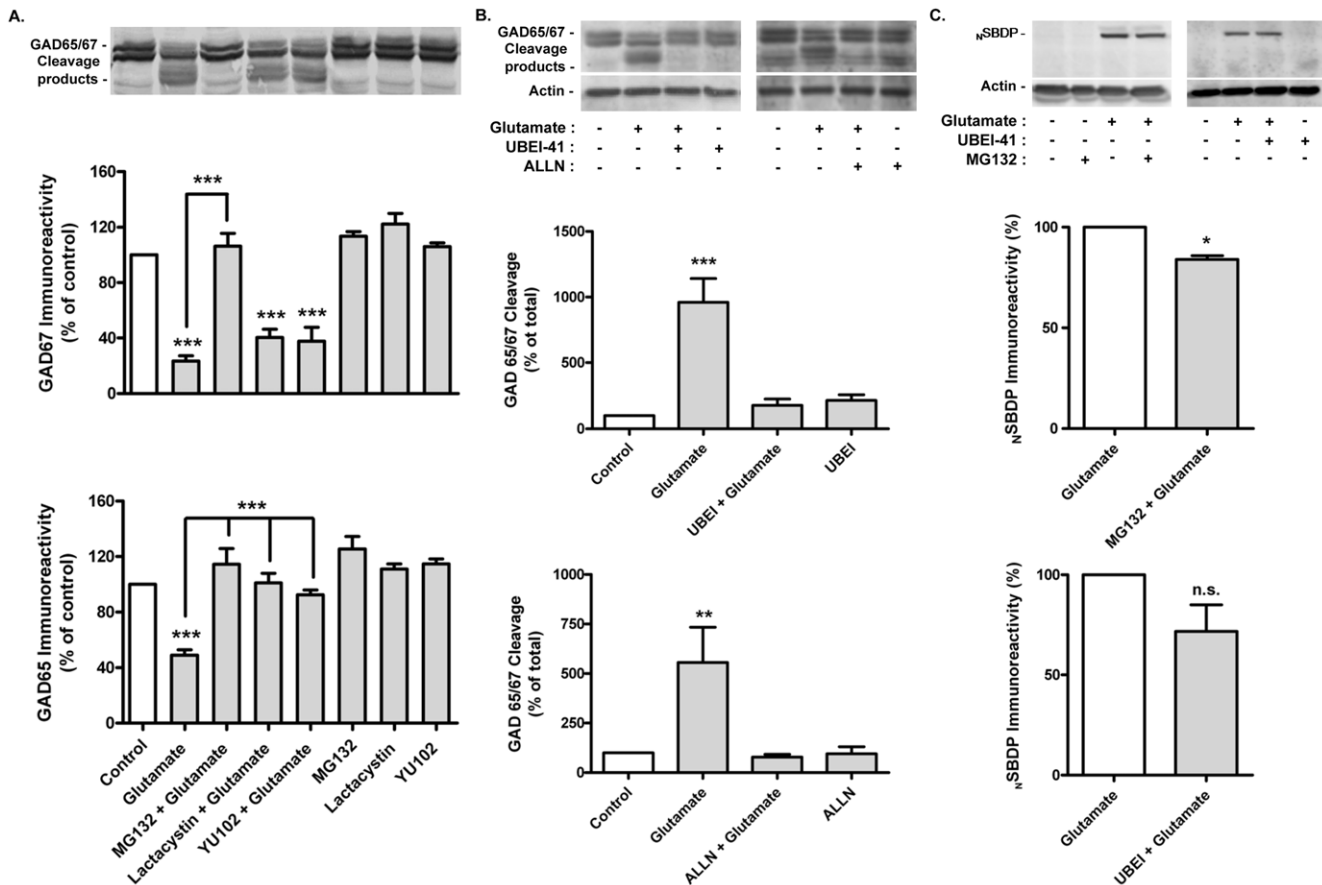 A.
GAD65/67
Cleavage
products -
GAD67 Immunoreactivity
(% of control)
160
120
80
40
0
***
***
***
***
GAD65 Immunoreactivity
(% of control)
160
120
80
40
0
***
***
Control
Glutamate
MG132 + Glutamate
Lactacystin + Glutamate
YU102 + Glutamate
MG132
Lactacystin
YU102
B.
GAD65/67
Cleavage
products
Actin -
Glutamate : - + + - - + + -
UBEI-41 : - - + + - - - -
ALLN : - - - - - - + +
GAD 65/67 Cleavage
(% ot total)
1500
1000
500
0
***
Control
Glutamate
UBEI + Glutamate
UBEI
GAD 65/67 Cleavage
(% of total)
1000
750
500
250
0
**
Control
Glutamate
ALLN + Glutamate
ALLN
C.
NSBDP -
Actin -
Glutamate : - - + + - + + -
UBEI-41 : - - - - - - + +
MG132 : - + - + - - - -
NSBDP Immunoreactivity (%)
100
50
0
*
Glutamate
MG132 + Glutamate
NSBDP Immunoreactivity (%)
100
50
0
n.s.
Glutamate
UBEI + Glutamate